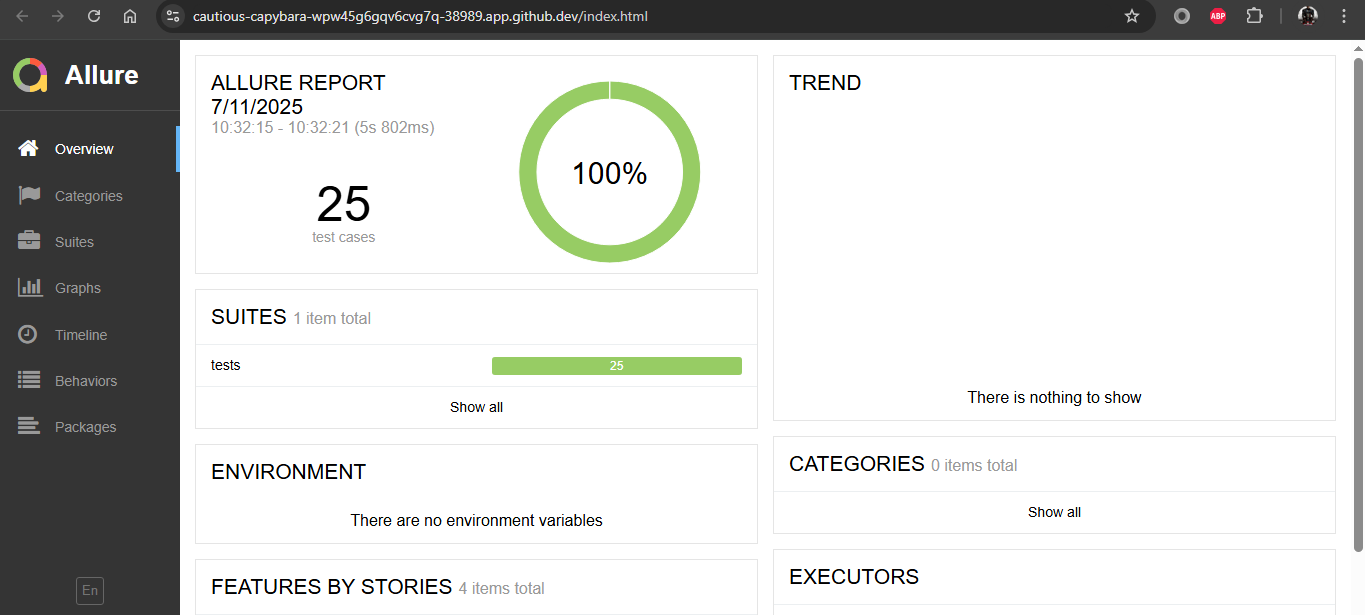 cautious-capybara-wpw45g6gqv6cvg7q-38989.app.github.dev/index.html
ABP
Allure
Overview
Categories
Suites
Graphs
Timeline
Behaviors
Packages
En
ALLURE REPORT
7/11/2025
10:32:15 - 10:32:21 (5s 802ms)
25
test cases
100%
SUITES 1 item total
tests 25
Show all
ENVIRONMENT
There are no environment variables
FEATURES BY STORIES 4 items total
TREND
There is nothing to show
CATEGORIES 0 items total
Show all
EXECUTORS